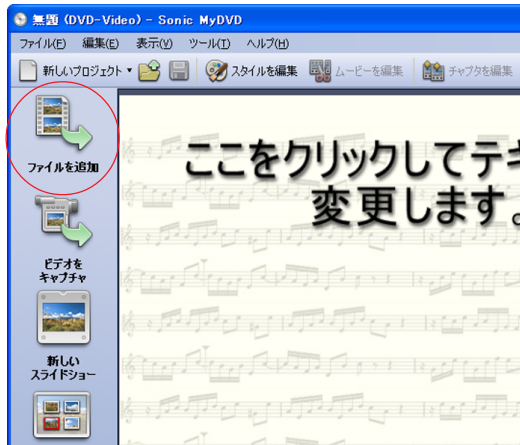 無題 (DVD-Video) - Sonic MyDVD
ファイル(F) 編集(E) 表示(V) ツール(T) ヘルプ(H)
新しいプロジェクト スタイルを編集 ムービーを編集 チャプタを編集
ファイルを追加
ビデオを
キャプチャ
新しい
スライドショー
ここをクリックしてテキ
変更します。